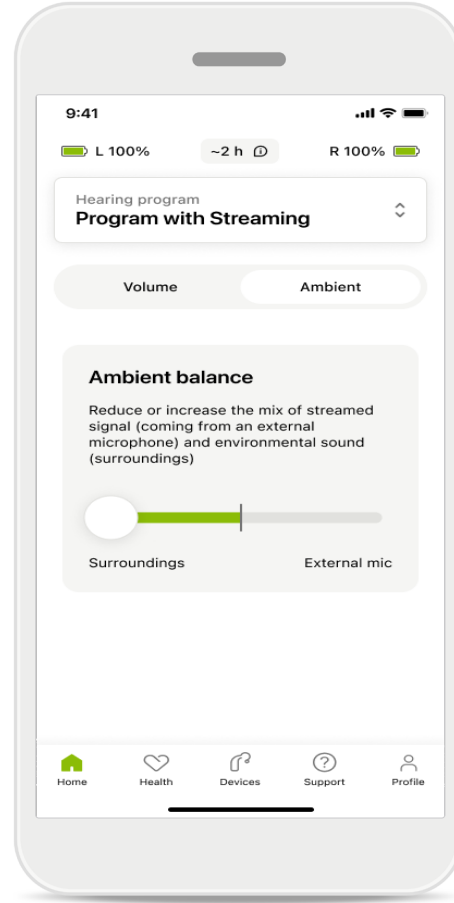 9:41
L 100% ~2 h R 100%
Hearing program
Program with Streaming
Volume Ambient
Ambient balance
Reduce or increase the mix of streamed
signal (coming from an external
microphone) and environmental sound
(surroundings)
Surroundings External mic
Home Health Devices Support Profile